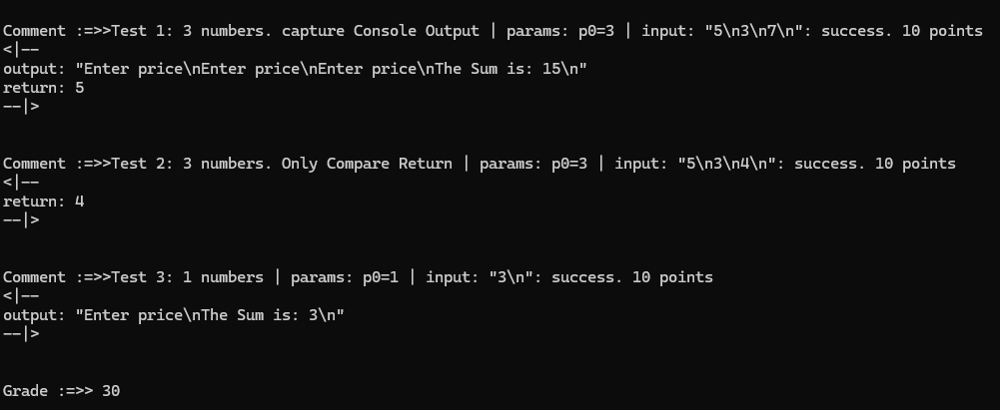 Comment :=>>Test 1: 3 numbers. capture Console Output | params: p0=3 | input: "5\n3\n7\n": success. 10 points
<|--
output: "Enter price\nEnter price\nEnter price\nThe Sum is: 15\n"
return: 5
--|>
Comment :=>>Test 2: 3 numbers. Only Compare Return | params: p0=3 | input: "5\n3\n4\n": success. 10 points
<|--
return: 4
--|>
Comment :=>>Test 3: 1 numbers | params: p0=1 | input: "3\n": success. 10 points
<|--
output: "Enter price\nThe Sum is: 3\n"
--|>
Grade :=>> 30